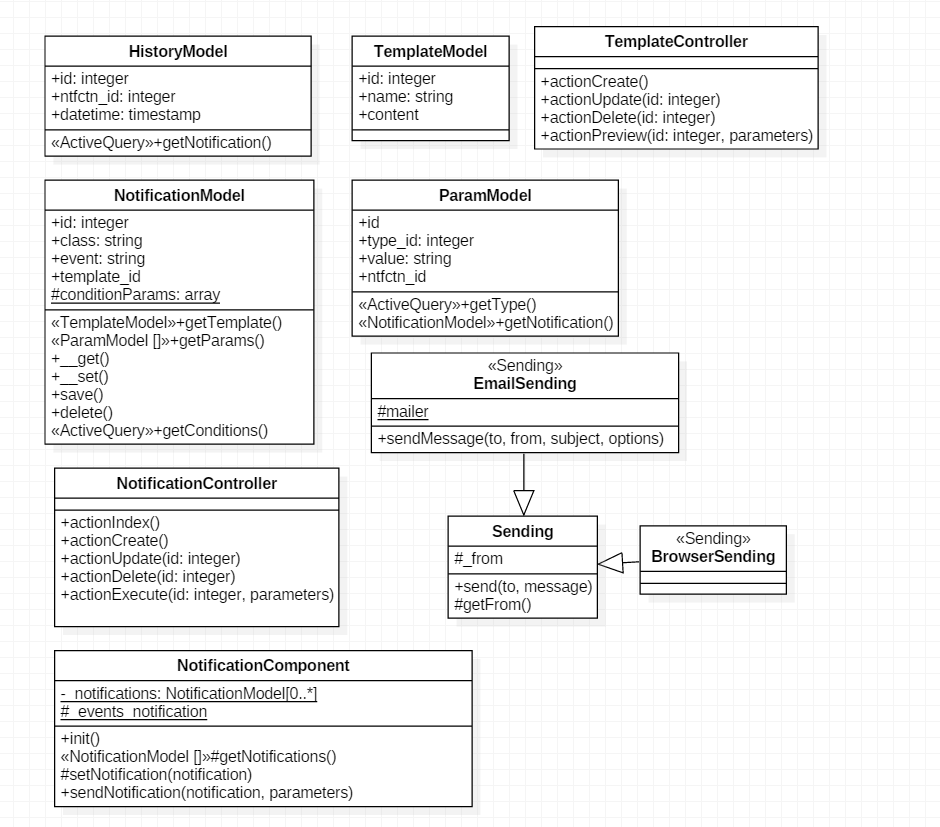 HistoryModel
+id: integer
+ntfctn_id: integer
+datetime: timestamp
«ActiveQuery»+getNotification()
TemplateModel
+id: integer
+name: string
+content
TemplateController
+actionCreate()
+actionUpdate(id: integer)
+actionDelete(id: integer)
+actionPreview(id: integer, parameters)
NotificationModel
+id: integer
+class: string
+event: string
+template_id
#conditionParams: array
«TemplateModel»+getTemplate()
«ParamModel []»+getParams()
+__get()
+__set()
+save()
+delete()
«ActiveQuery»+getConditions()
ParamModel
+id
+type_id: integer
+value: string
+ntfctn_id
«ActiveQuery»+getType()
«NotificationModel»+getNotification()
«Sending»
EmailSending
#mailer
+sendMessage(to, from, subject, options)
NotificationController
+actionIndex()
+actionCreate()
+actionUpdate(id: integer)
+actionDelete(id: integer)
+actionExecute(id: integer, parameters)
Sending
#_from
+send(to, message)
#getFrom()
«Sending»
BrowserSending
NotificationComponent
-_notifications: NotificationModel[0..*]
#_events_notification
+init()
«NotificationModel []»#getNotifications()
#setNotification(notification)
+sendNotification(notification, parameters)